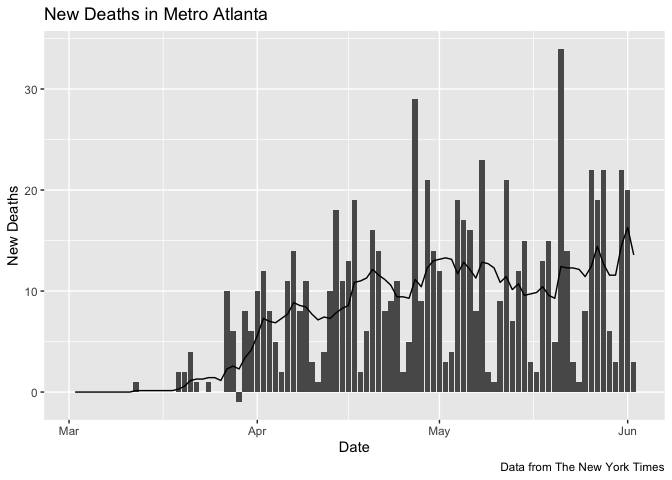 New Deaths in Metro Atlanta
New Deaths
30
20
10
0
Mar
Apr
May
Jun
Date
Data from The New York Times